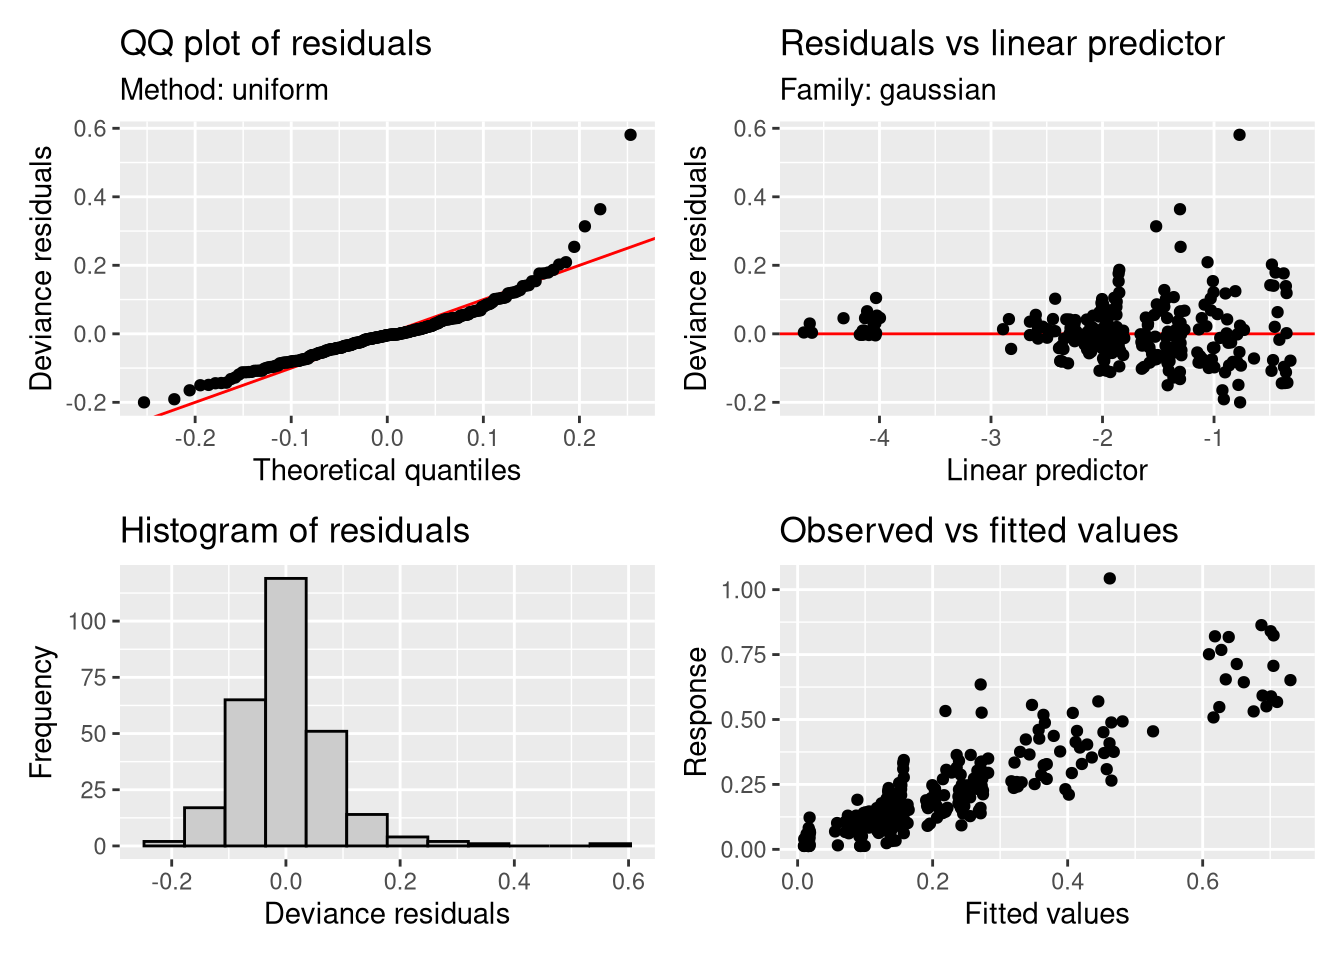 QQ plot of residuals
Method: uniform
0.6
0.4
0.2
0.0
-0.2
Deviance residuals
-0.2 -0.1 0.0 0.1 0.2
Theoretical quantiles
Residuals vs linear predictor
Family: gaussian
0.6
0.4
0.2
0.0
-0.2
Deviance residuals
-4 -3 -2 -1
Linear predictor
Histogram of residuals
100
75
50
25
0
Frequency
-0.2 0.0 0.2 0.4 0.6
Deviance residuals
Observed vs fitted values
1.00
0.75
0.50
0.25
0.00
Response
0.0 0.2 0.4 0.6
Fitted values